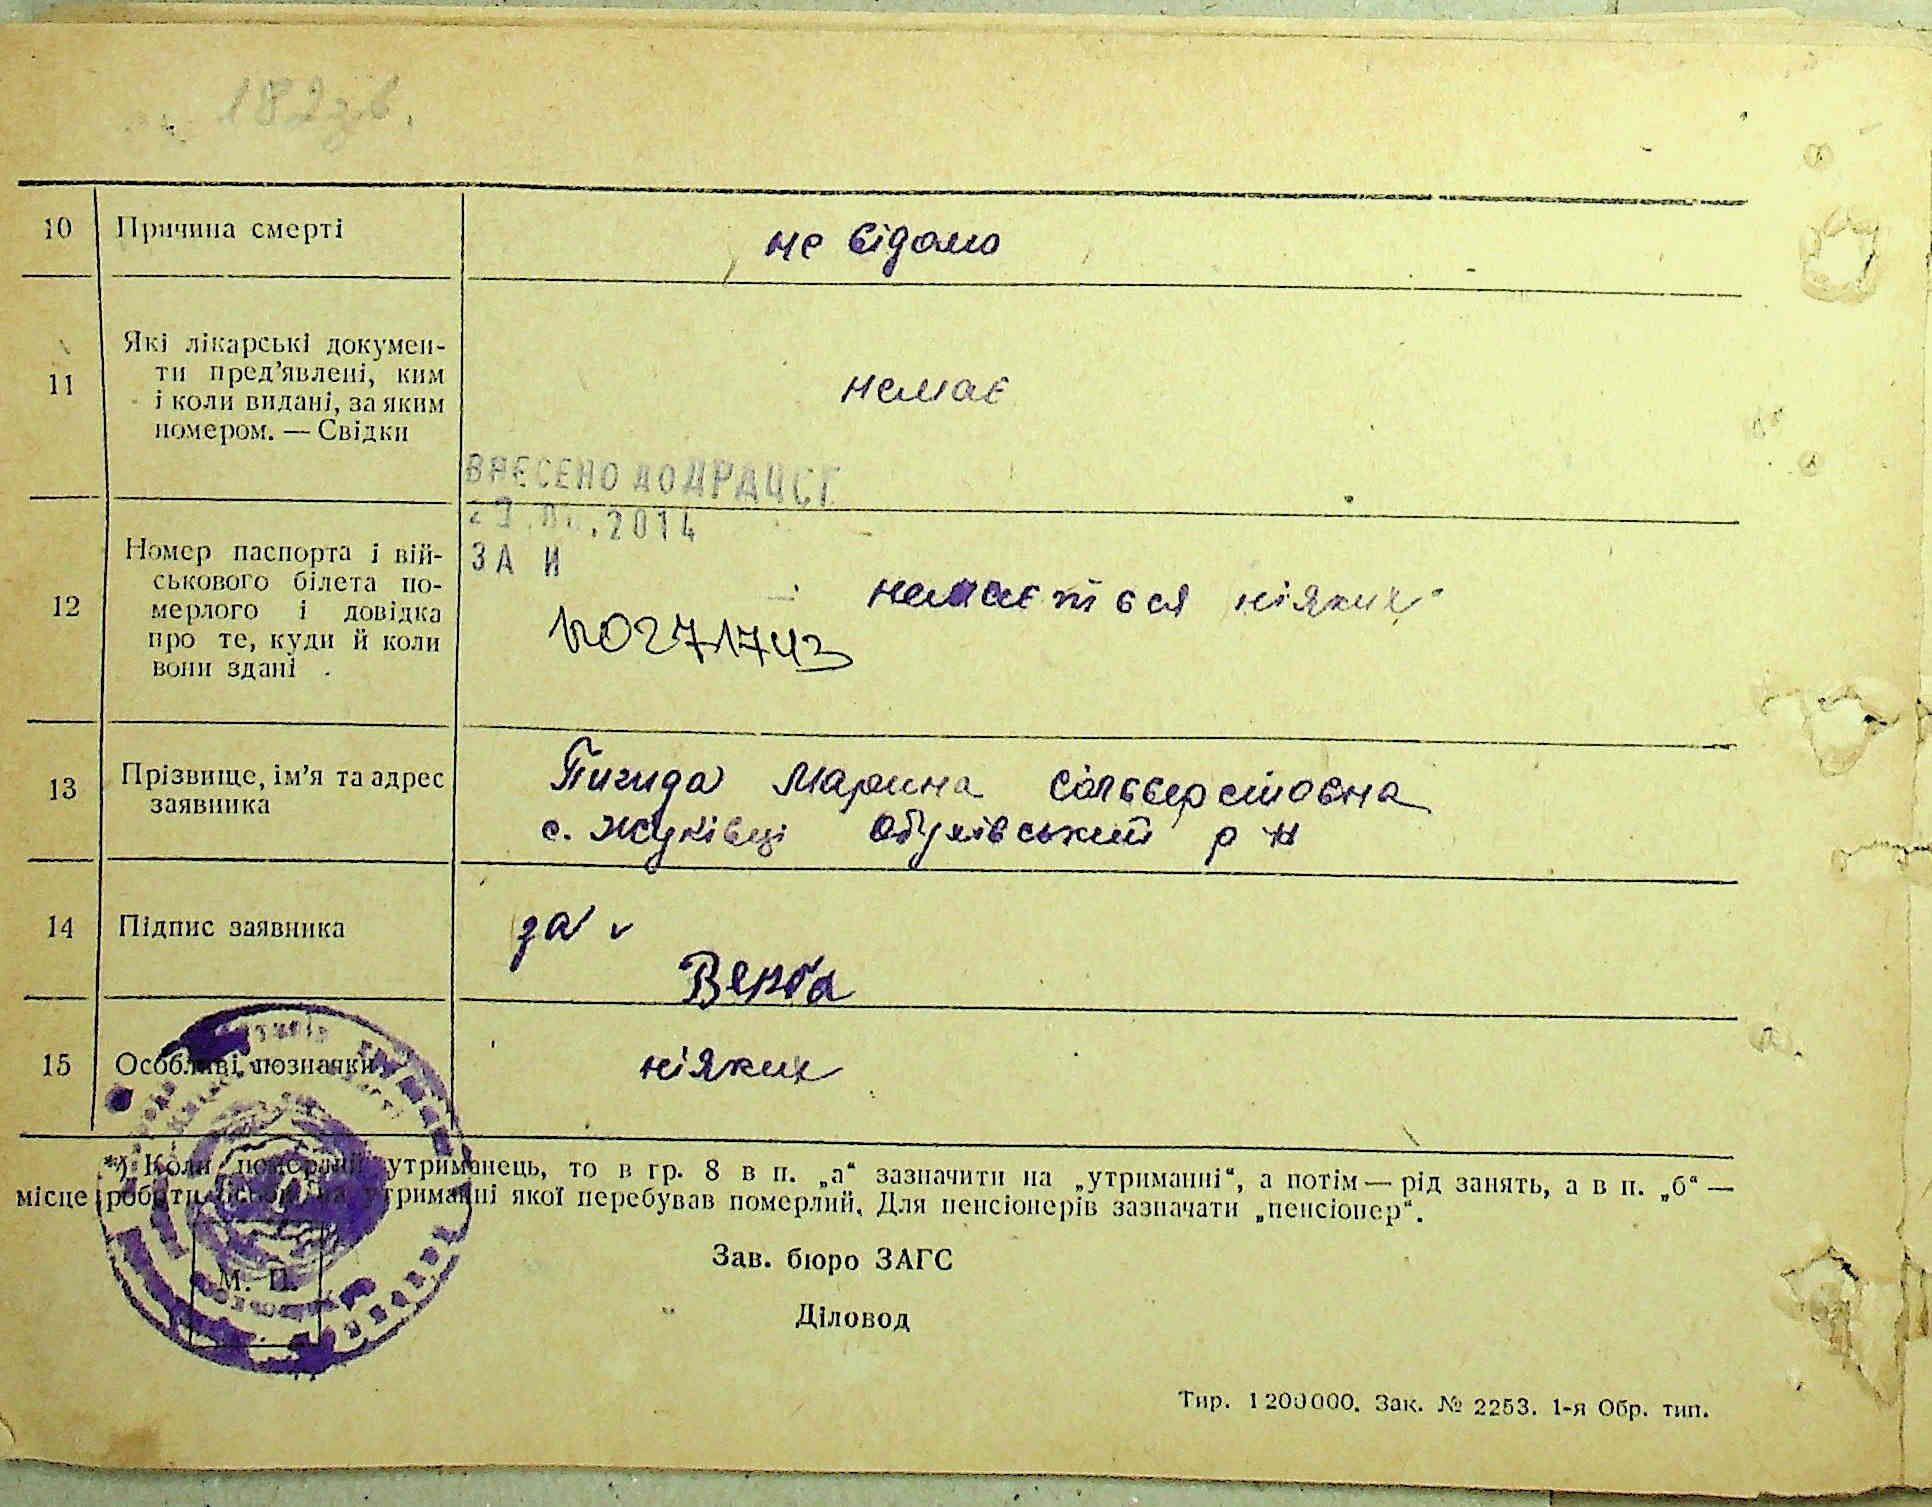 182зв.
10 Причина смерті не відомо
11 Які лікарські докумен-
ти пред’явлені, ким
і коли видані, за яким
номером. — Свідки
немає
ВНЕСЕНО ДО ДРАЦСГ
2014
ЗА И
12 Номер паспорта і вій-
ськового білета по-
мерлого і довідка
про те, куди й коли
вони здані
немається ніяких
N0271743
13 Прізвище, ім’я та адрес
заявника
Пигида Марина Сільверстовна
с. Жуківці Обухівський р н
14 Підпис заявника за
Верба
15 Особливі позначки ніяких
*) Коли померлий утриманець, то в гр. 8 в п. „а“ зазначити на „утриманні“, а потім — рід занять, а в п. „б“ —
місце роботи особи, на утриманні якої перебував померлий. Для пенсіонерів зазначати „пенсіонер“.
М. П.
Зав. бюро ЗАГС
Діловод
Тир. 1200000. Зак. № 2253. 1-я Обр. тип.